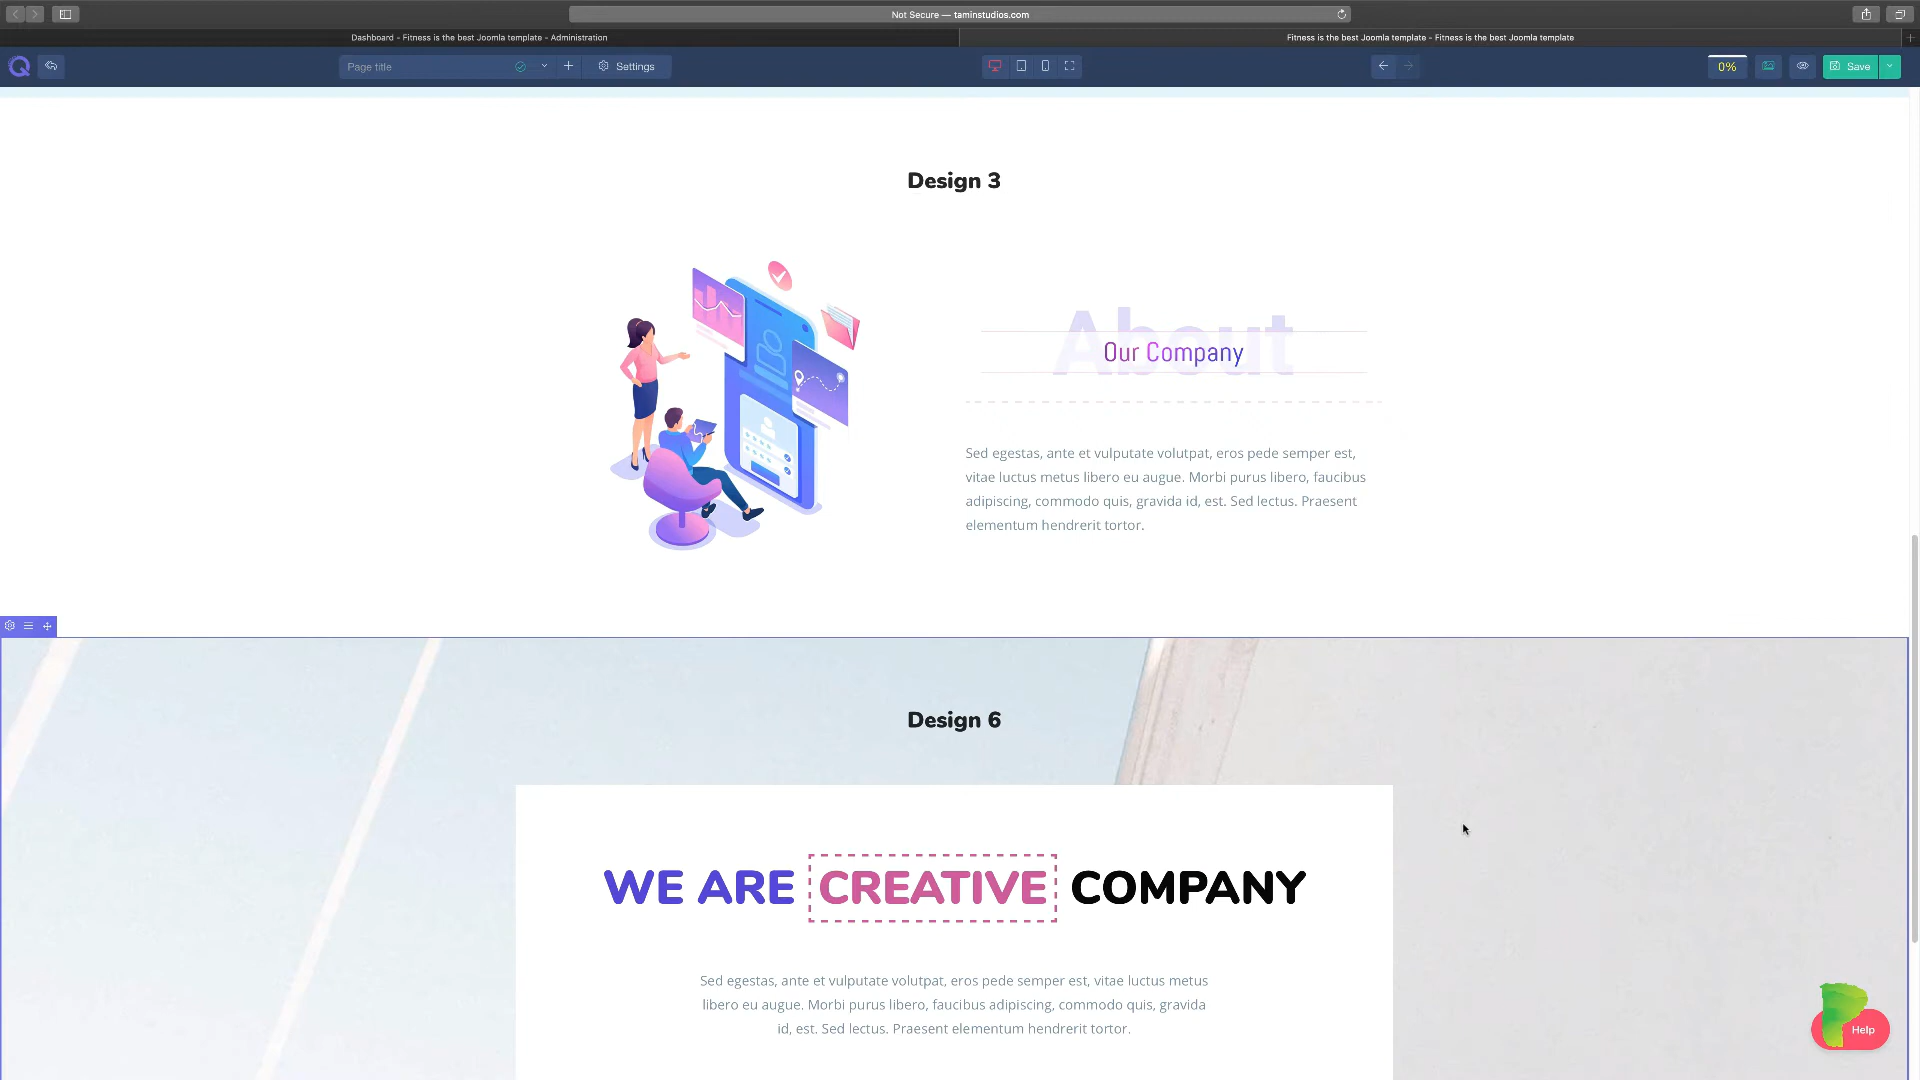 Not Secure — taminstudios.com
Dashboard - Fitness is the best Joomla template - Administration
Fitness is the best Joomla template - Fitness is the best Joomla template
Page title
Settings
0%
Save
Design 3
About
Our Company
Sed egestas, ante et vulputate volutpat, eros pede semper est,
vitae luctus metus libero eu augue. Morbi purus libero, faucibus
adipiscing, commodo quis, gravida id, est. Sed lectus. Praesent
elementum hendrerit tortor.
Design 6
WE ARE CREATIVE COMPANY
Sed egestas, ante et vulputate volutpat, eros pede semper est, vitae luctus metus
libero eu augue. Morbi purus libero, faucibus adipiscing, commodo quis, gravida
id, est. Sed lectus. Praesent elementum hendrerit tortor.
Help